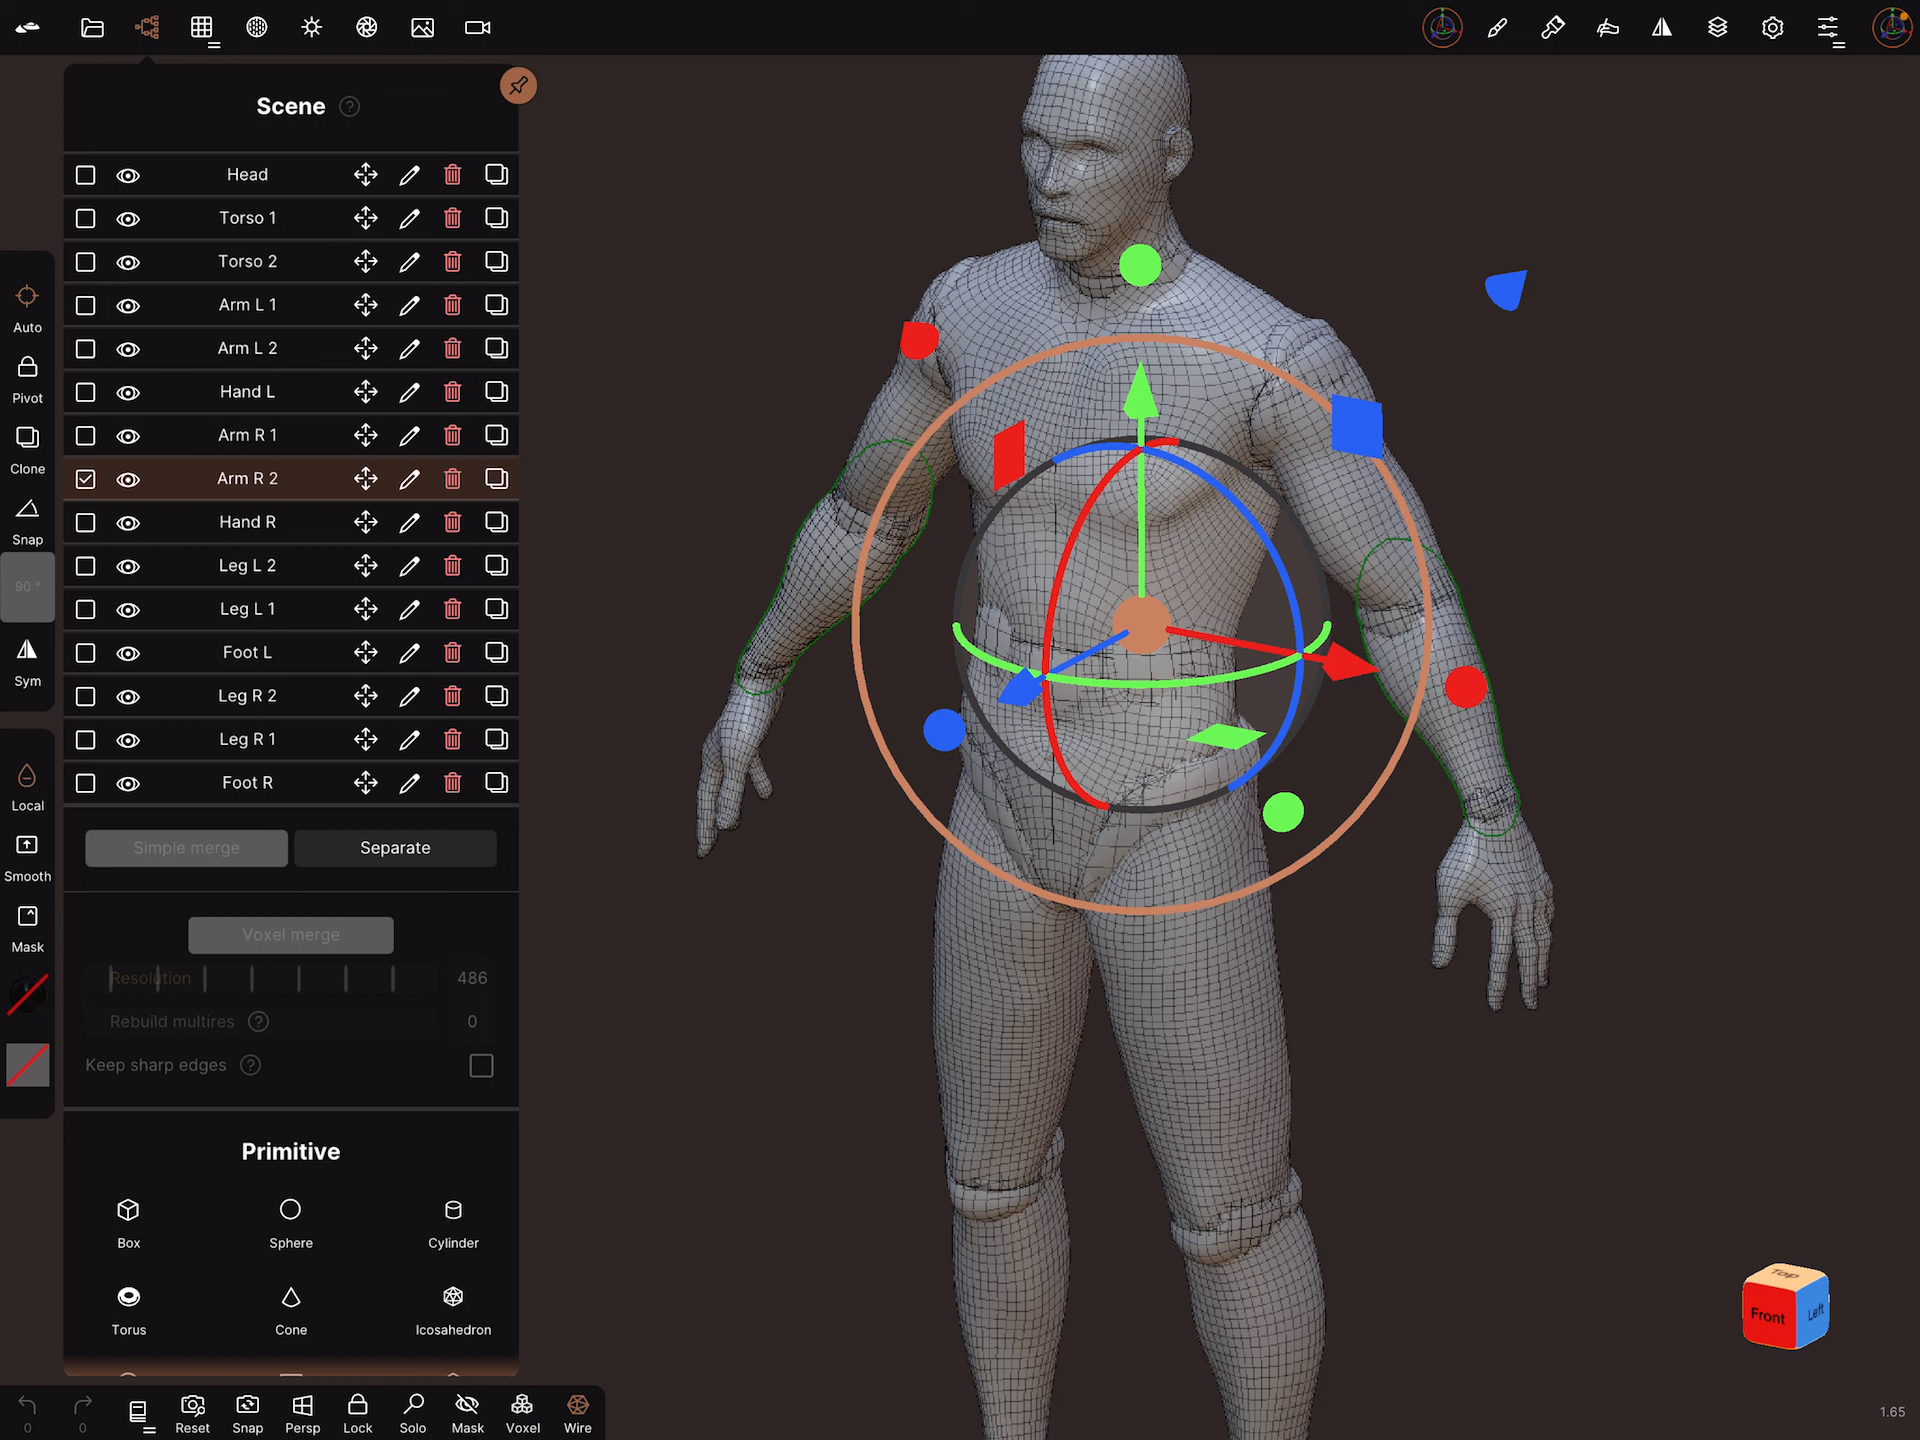 Scene ?
Head
Torso 1
Torso 2
Arm L 1
Arm L 2
Hand L
Arm R 1
Arm R 2
Hand R
Leg L 2
Leg L 1
Foot L
Leg R 2
Leg R 1
Foot R
Simple merge
Separate
Voxel merge
Resolution 486
Rebuild multires ? 0
Keep sharp edges ?
Primitive
Box
Sphere
Cylinder
Torus
Cone
Icosahedron
Auto
Pivot
Clone
Snap
90 °
Sym
Local
Smooth
Mask
0
0
Reset
Snap
Persp
Lock
Solo
Mask
Voxel
Wire
Top
Front
Left
1.65